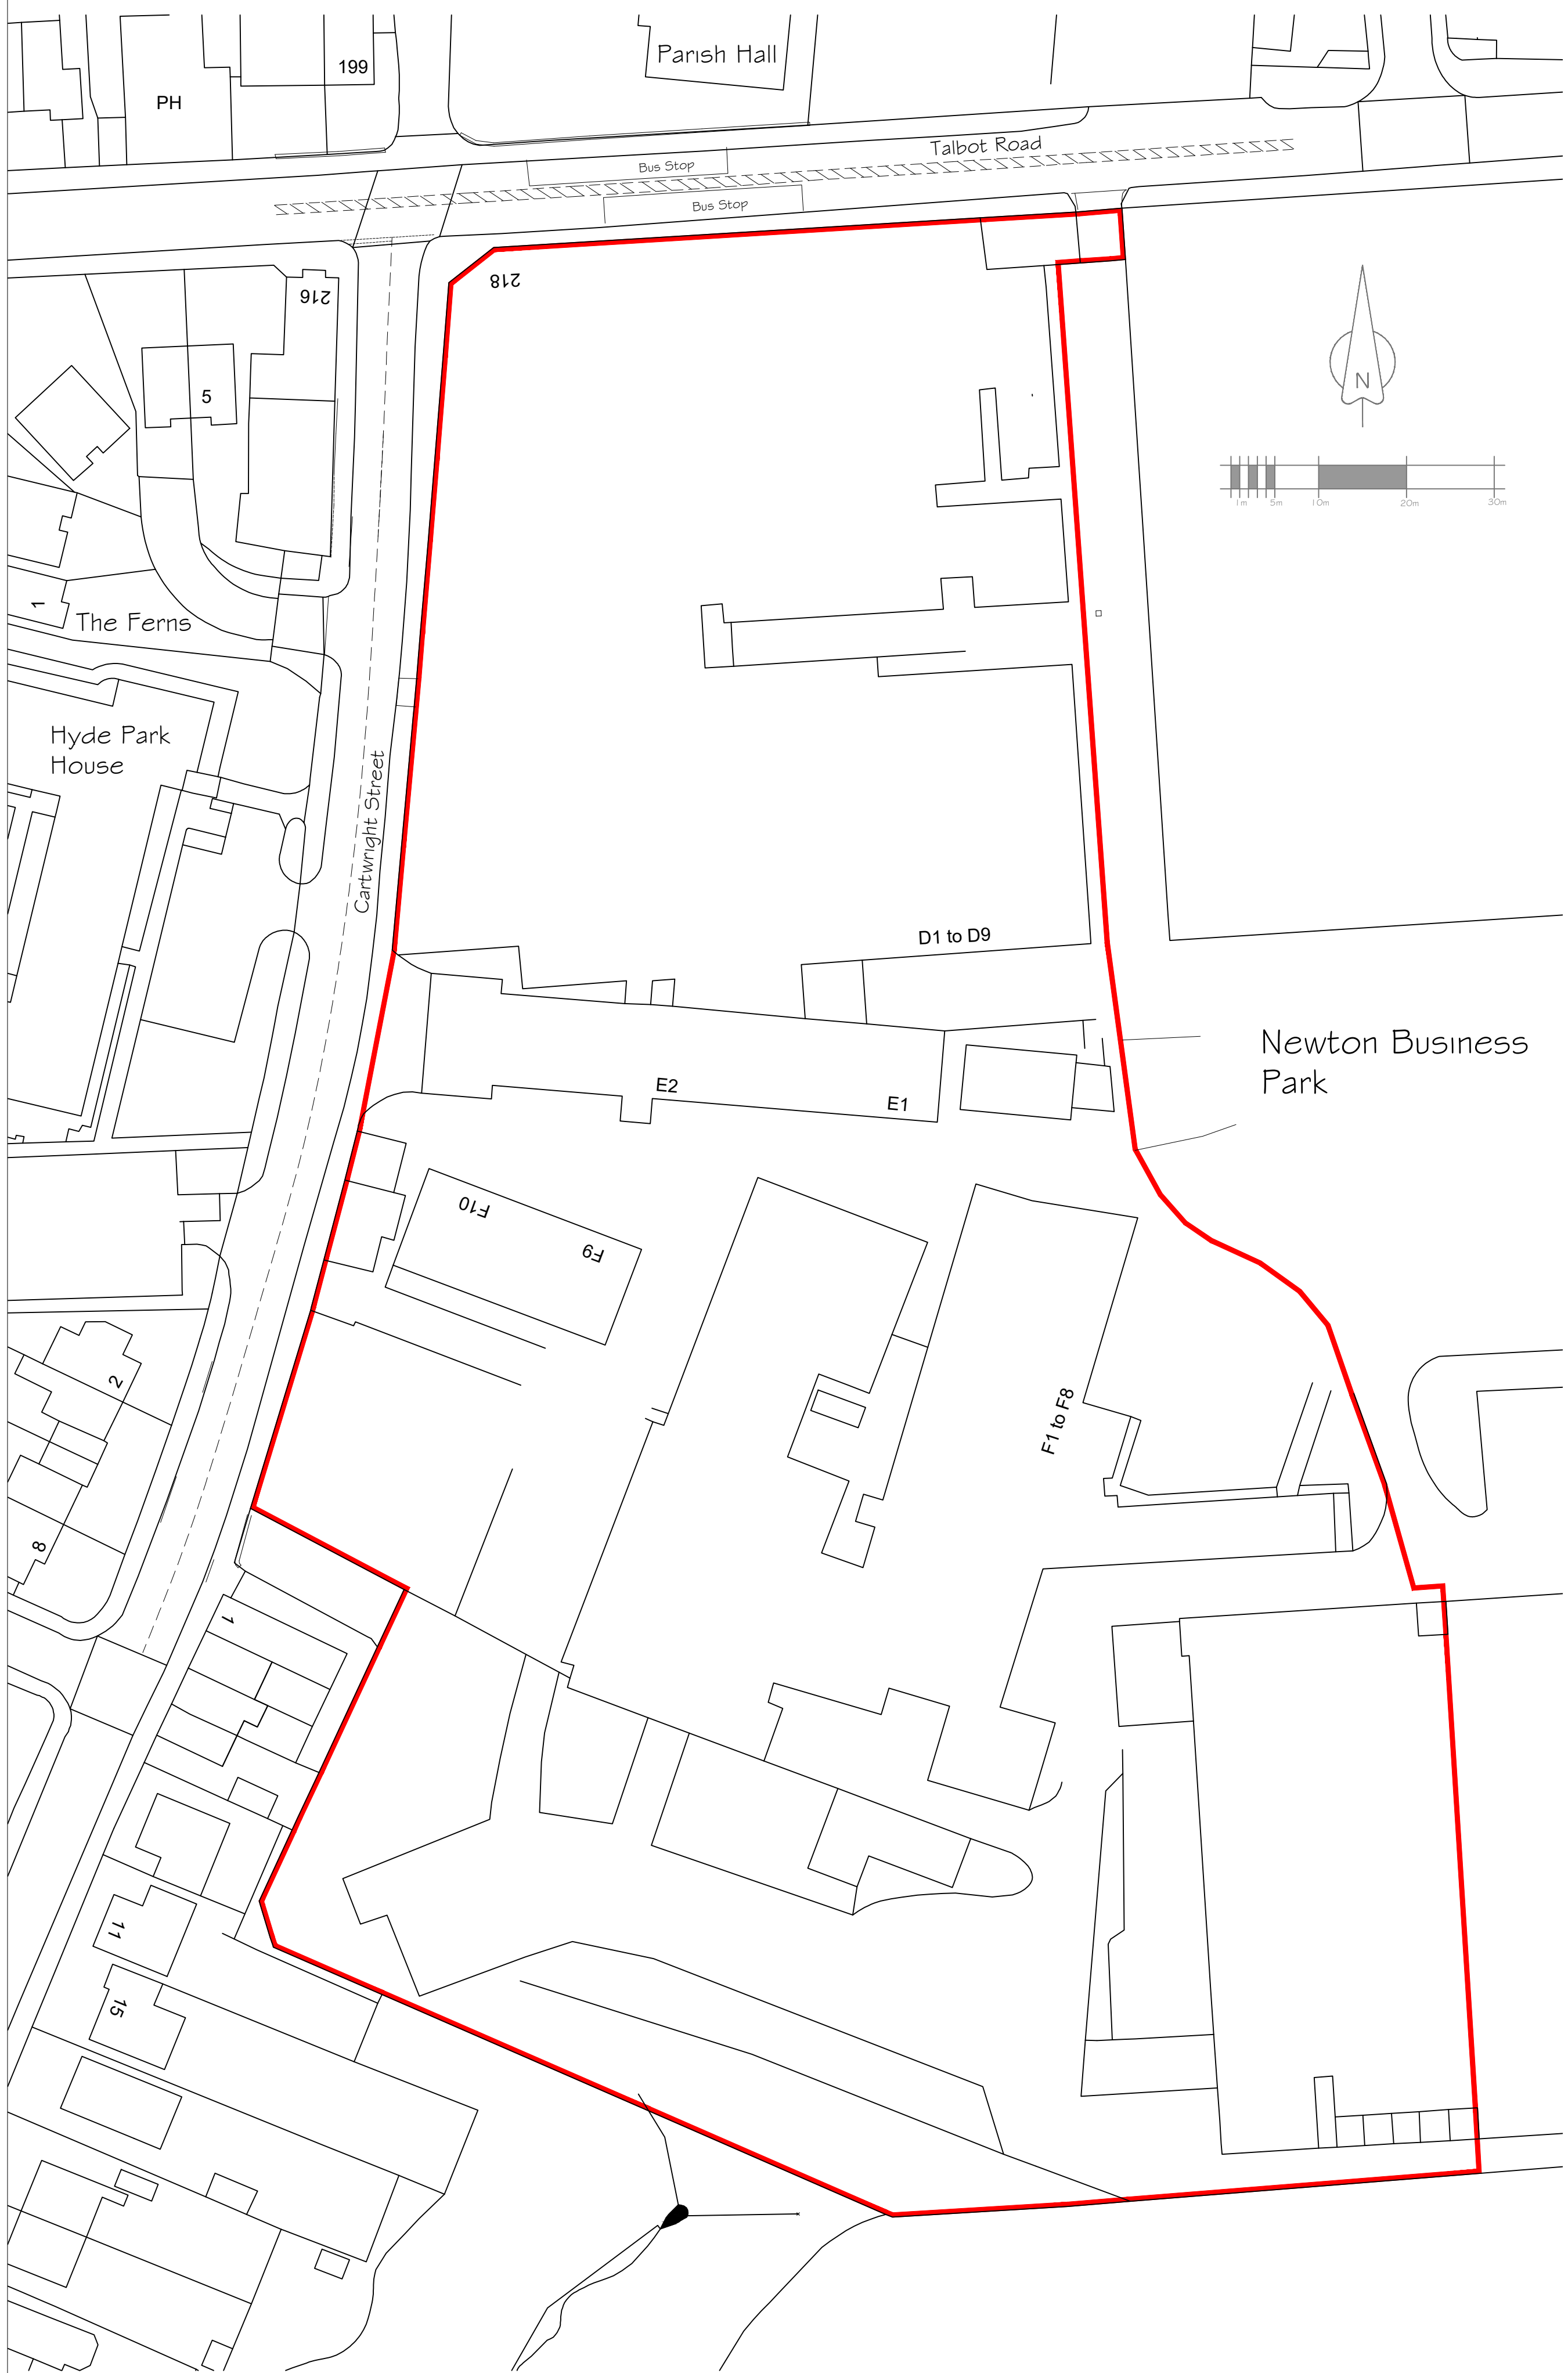 Parish Hall
199
PH
Talbot Road
Bus Stop
Bus Stop
218
216
5
N
1m 5m 10m 20m 30m
1
The Ferns
Hyde Park
House
Cartwright Street
D1 to D9
Newton Business
Park
E2
E1
F10
F9
2
F1 to F8
8
1
11
15